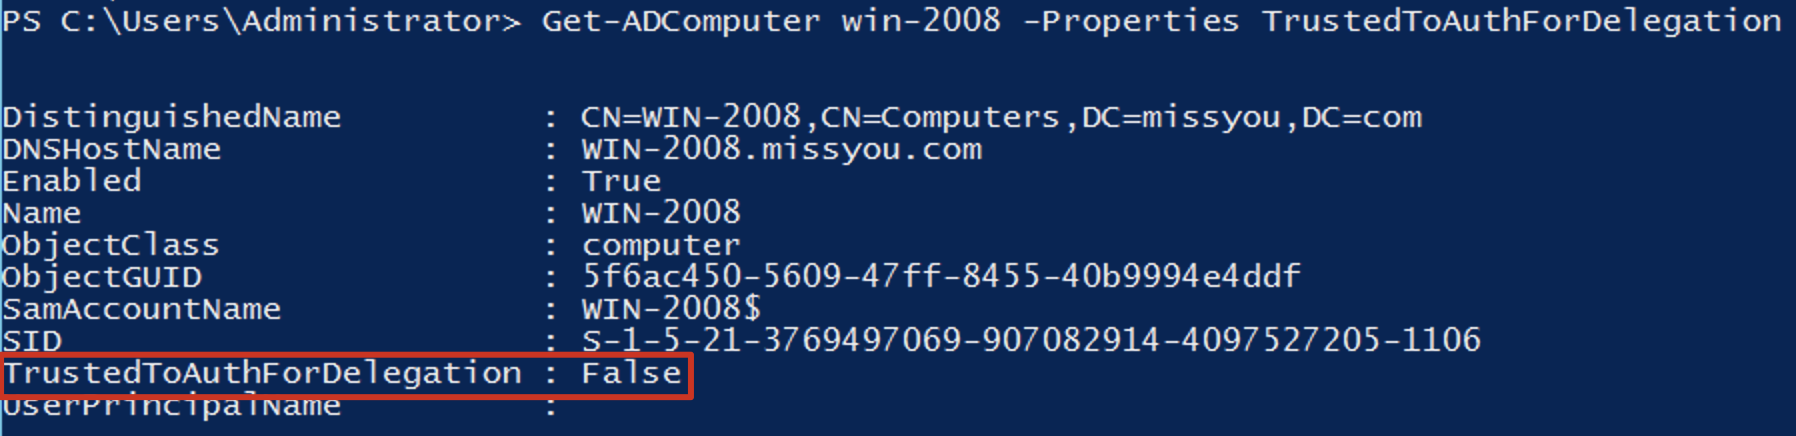 PS C:\Users\Administrator> Get-ADComputer win-2008 -Properties TrustedToAuthForDelegation
DistinguishedName : CN=WIN-2008,CN=Computers,DC=missyou,DC=com
DNSHostName : WIN-2008.missyou.com
Enabled : True
Name : WIN-2008
ObjectClass : computer
ObjectGUID : 5f6ac450-5609-47ff-8455-40b9994e4ddf
SamAccountName : WIN-2008$
SID : S-1-5-21-3769497069-907082914-4097527205-1106
TrustedToAuthForDelegation : False
UserPrincipalName :